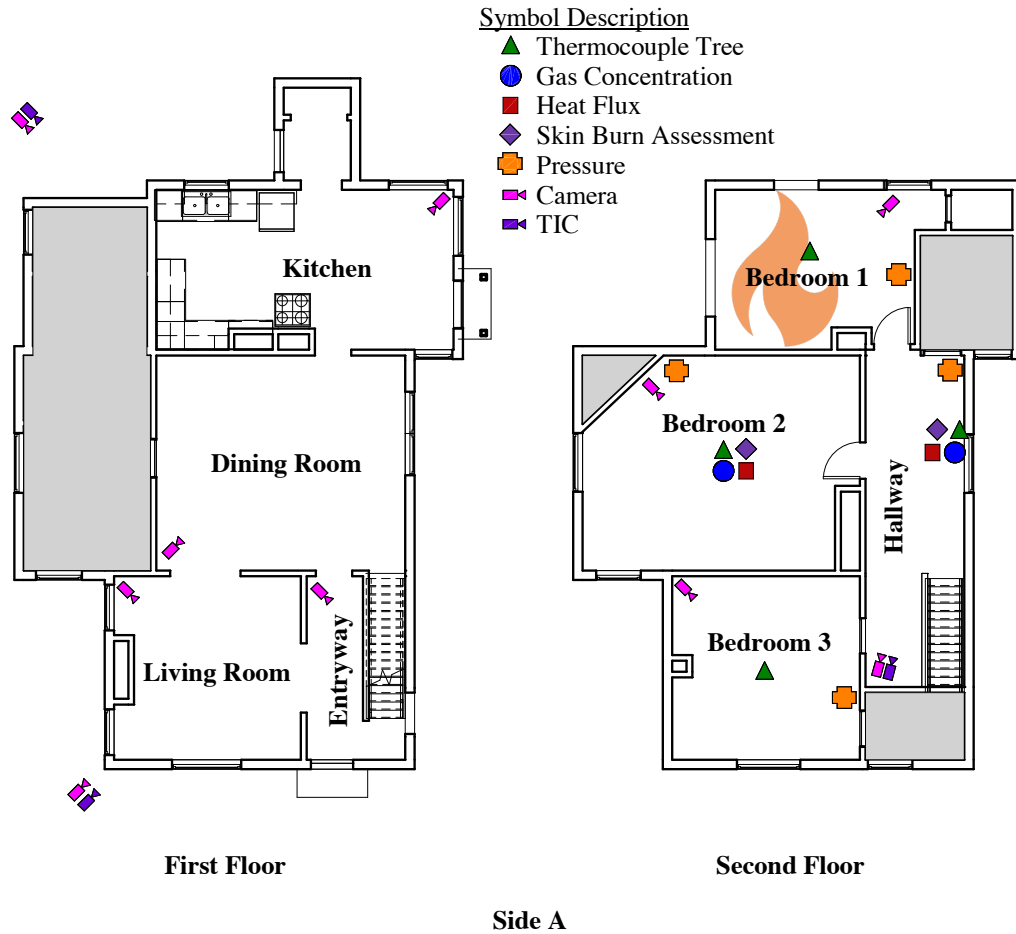 Symbol Description
Thermocouple Tree
Gas Concentration
Heat Flux
Skin Burn Assessment
Pressure
Camera
TIC
Kitchen
Dining Room
Living Room
Entryway
Bedroom 1
Bedroom 2
Hallway
Bedroom 3
First Floor
Second Floor
Side A